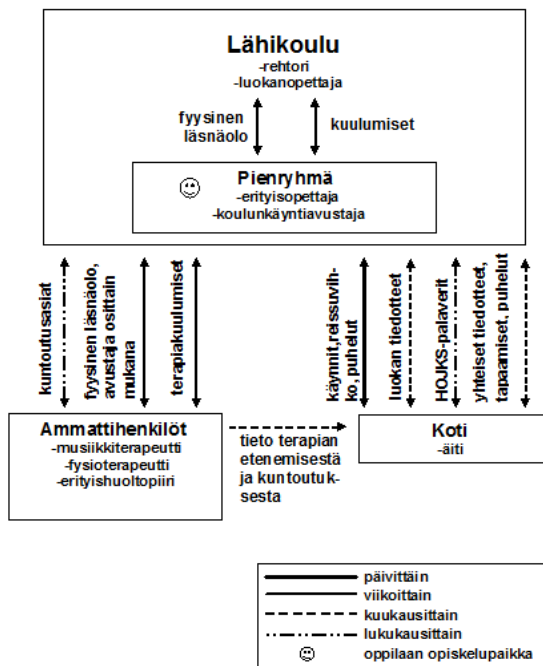 Lähikoulu
-rehtori
-luokanopettaja
fyysinen
läsnäolo
kuulumiset
Pienryhmä
-erityisopettaja
-koulunkäyntiavustaja
kuntoutusasiat
fyysinen läsnäolo,
avustaja osittain
mukana
terapiakuulumiset
käynnit,reissuvih-
ko, puhelut
luokan tiedotteet
HOJKS-palaverit
yhteiset tiedotteet,
tapaamiset, puhelut
Ammattihenkilöt
-musiikkiterapeutti
-fysioterapeutti
-erityishuoltopiiri
tieto terapian
etenemisestä
ja kuntoutuk-
sesta
Koti
-äiti
päivittäin
viikoittain
kuukausittain
lukukausittain
oppilaan opiskelupaikka